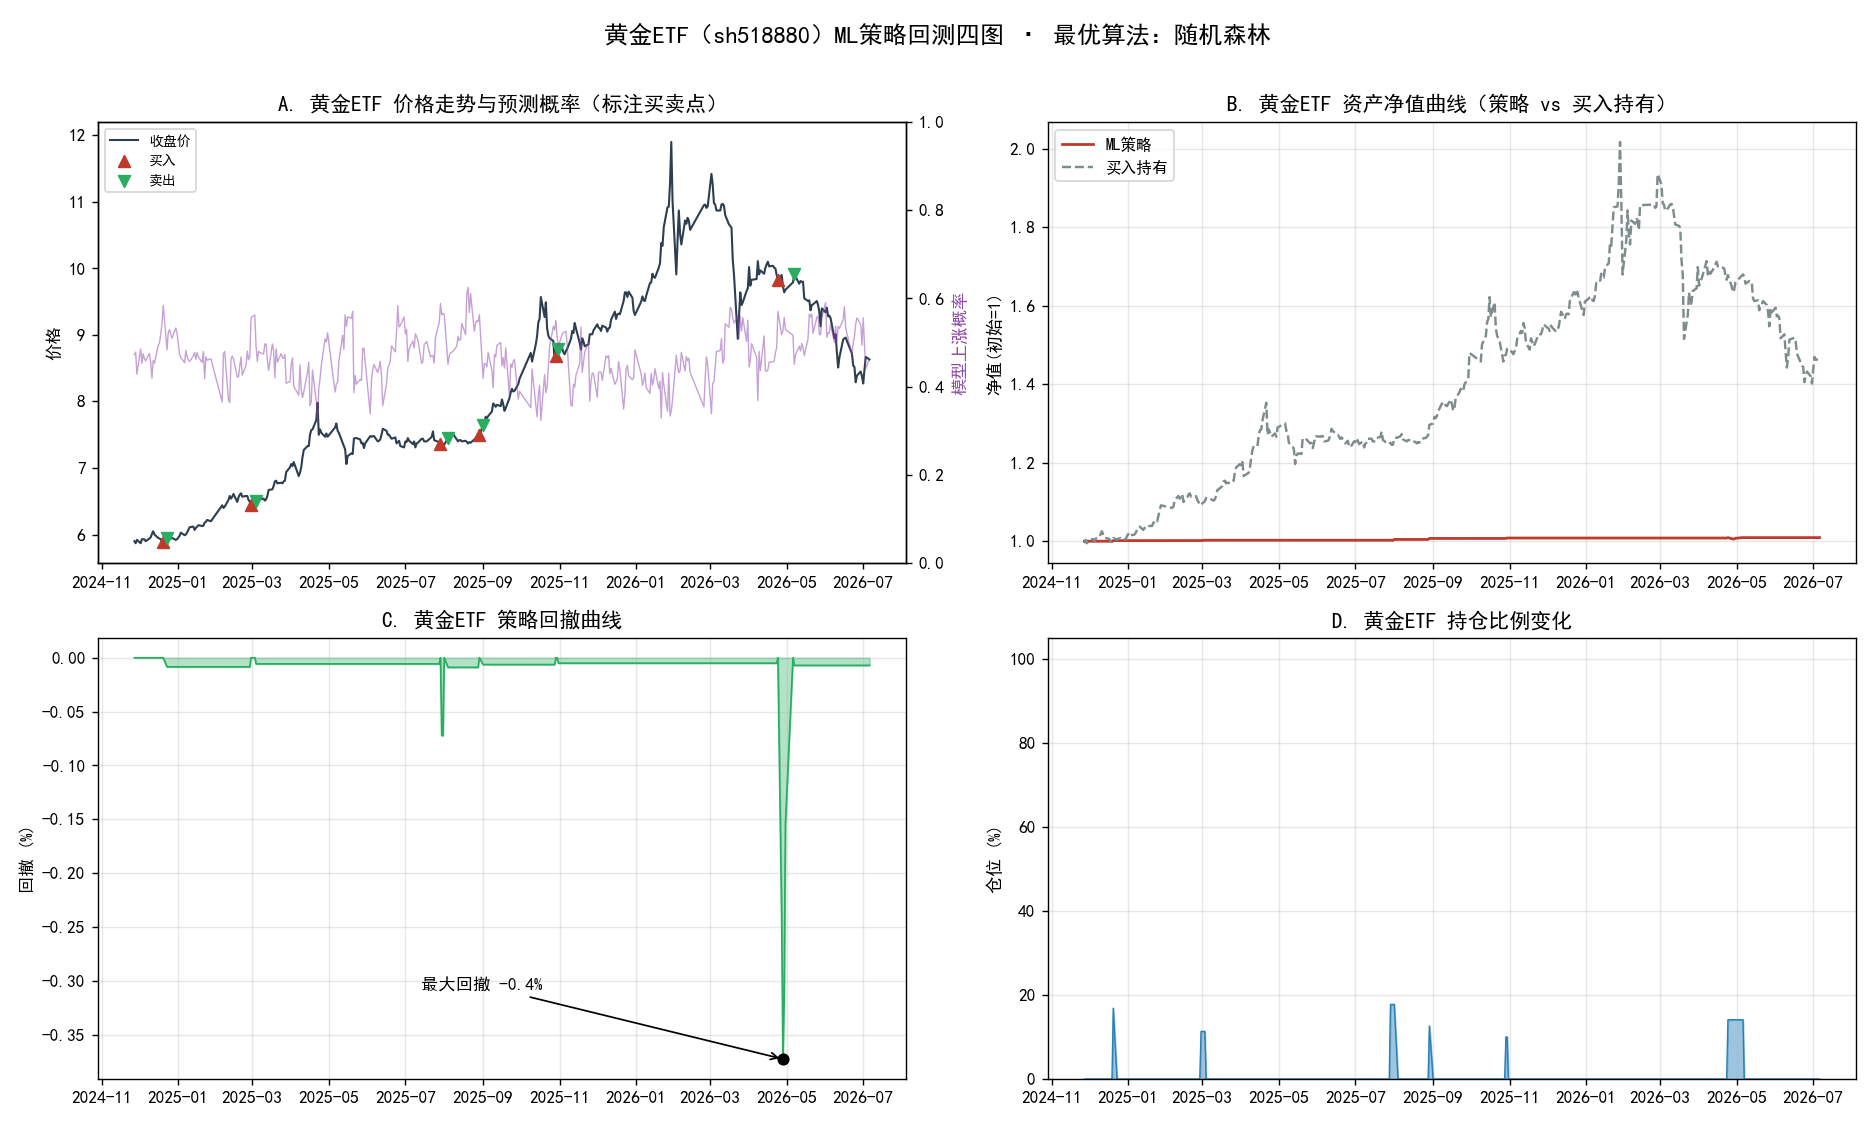 黄金ETF（sh518880）ML策略回测四图 · 最优算法：随机森林
A. 黄金ETF 价格走势与预测概率（标注买卖点）
收盘价
买入
卖出
12
11
10
9
8
7
6
价格
1.0
0.8
0.6
0.4
0.2
0.0
模型上涨概率
2024-11 2025-01 2025-03 2025-05 2025-07 2025-09 2025-11 2026-01 2026-03 2026-05 2026-07
B. 黄金ETF 资产净值曲线（策略 vs 买入持有）
ML策略
买入持有
2.0
1.8
1.6
1.4
1.2
1.0
净值(初始=1)
2024-11 2025-01 2025-03 2025-05 2025-07 2025-09 2025-11 2026-01 2026-03 2026-05 2026-07
C. 黄金ETF 策略回撤曲线
0.00
-0.05
-0.10
-0.15
-0.20
-0.25
-0.30
-0.35
回撤 (%)
最大回撤 -0.4%
2024-11 2025-01 2025-03 2025-05 2025-07 2025-09 2025-11 2026-01 2026-03 2026-05 2026-07
D. 黄金ETF 持仓比例变化
100
80
60
40
20
0
仓位 (%)
2024-11 2025-01 2025-03 2025-05 2025-07 2025-09 2025-11 2026-01 2026-03 2026-05 2026-07